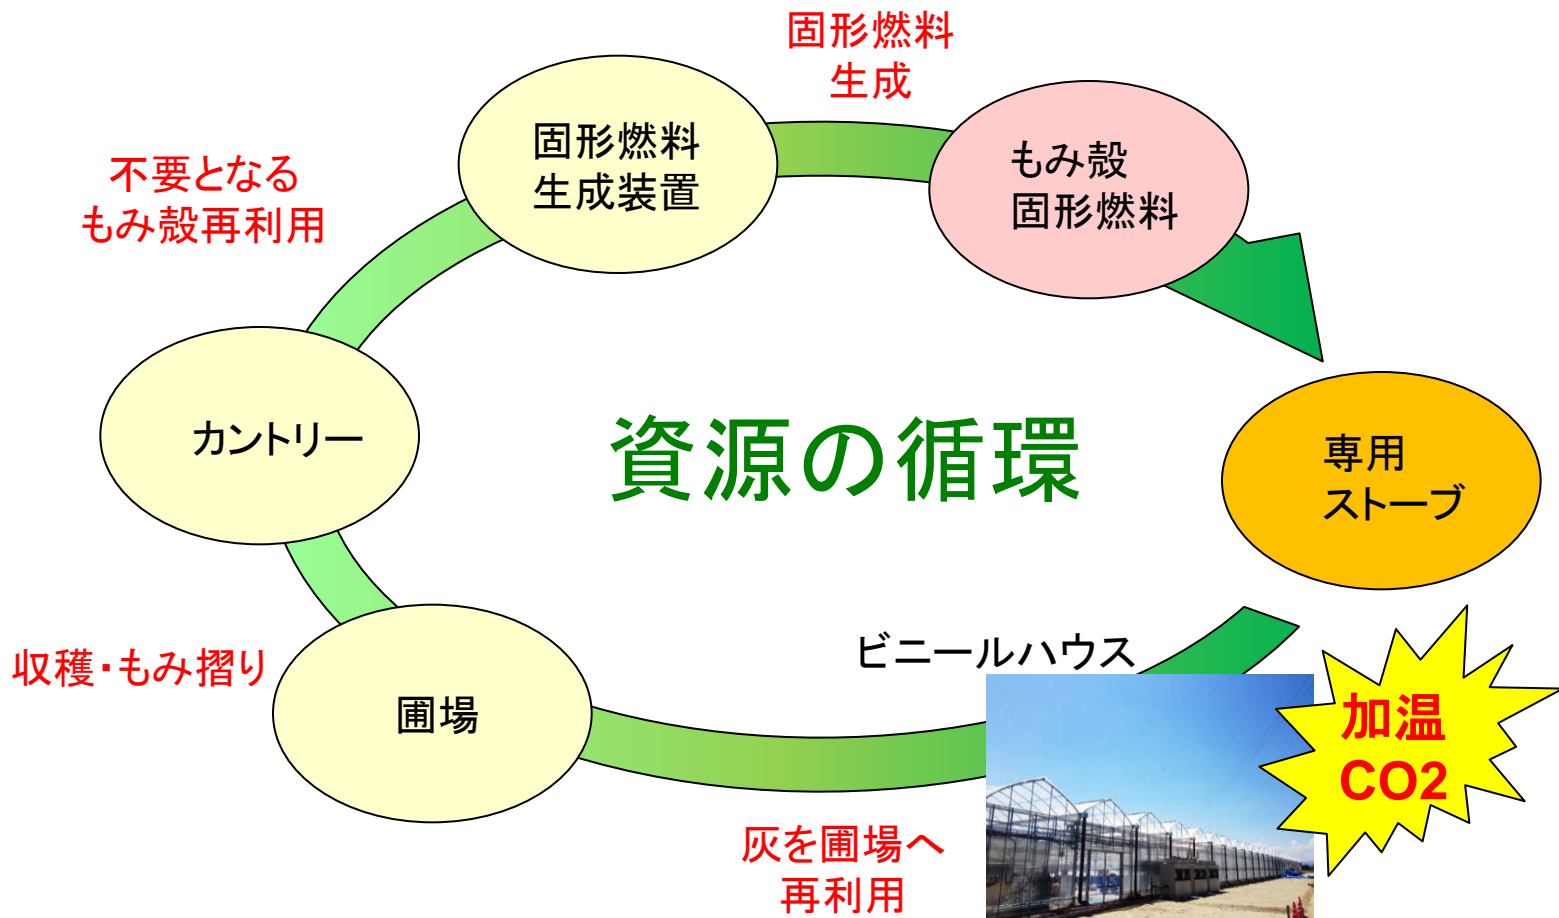 固形燃料
生成
固形燃料
生成装置
もみ殻
固形燃料
不要となる
もみ殻再利用
カントリー
資源の循環
専用
ストーブ
収穫・もみ摺り
圃場
ビニールハウス
加温
CO2
灰を圃場へ
再利用